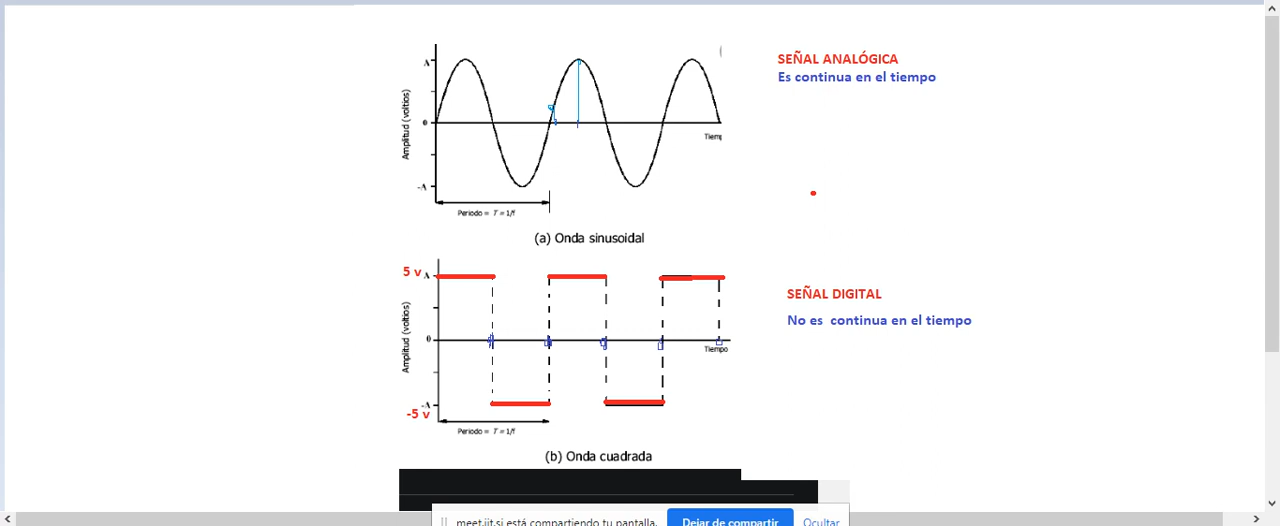 SEÑAL ANALÓGICA
Es continua en el tiempo
A
Amplitud (voltios)
0
-A
Periodo = T = 1/f
(a) Onda sinusoidal
5 v A
SEÑAL DIGITAL
No es continua en el tiempo
Amplitud (voltios)
0
Tiempo
-5 v -A
Periodo = T = 1/f
(b) Onda cuadrada
meet.jit.si está compartiendo tu pantalla.
Dejar de compartir
Ocultar